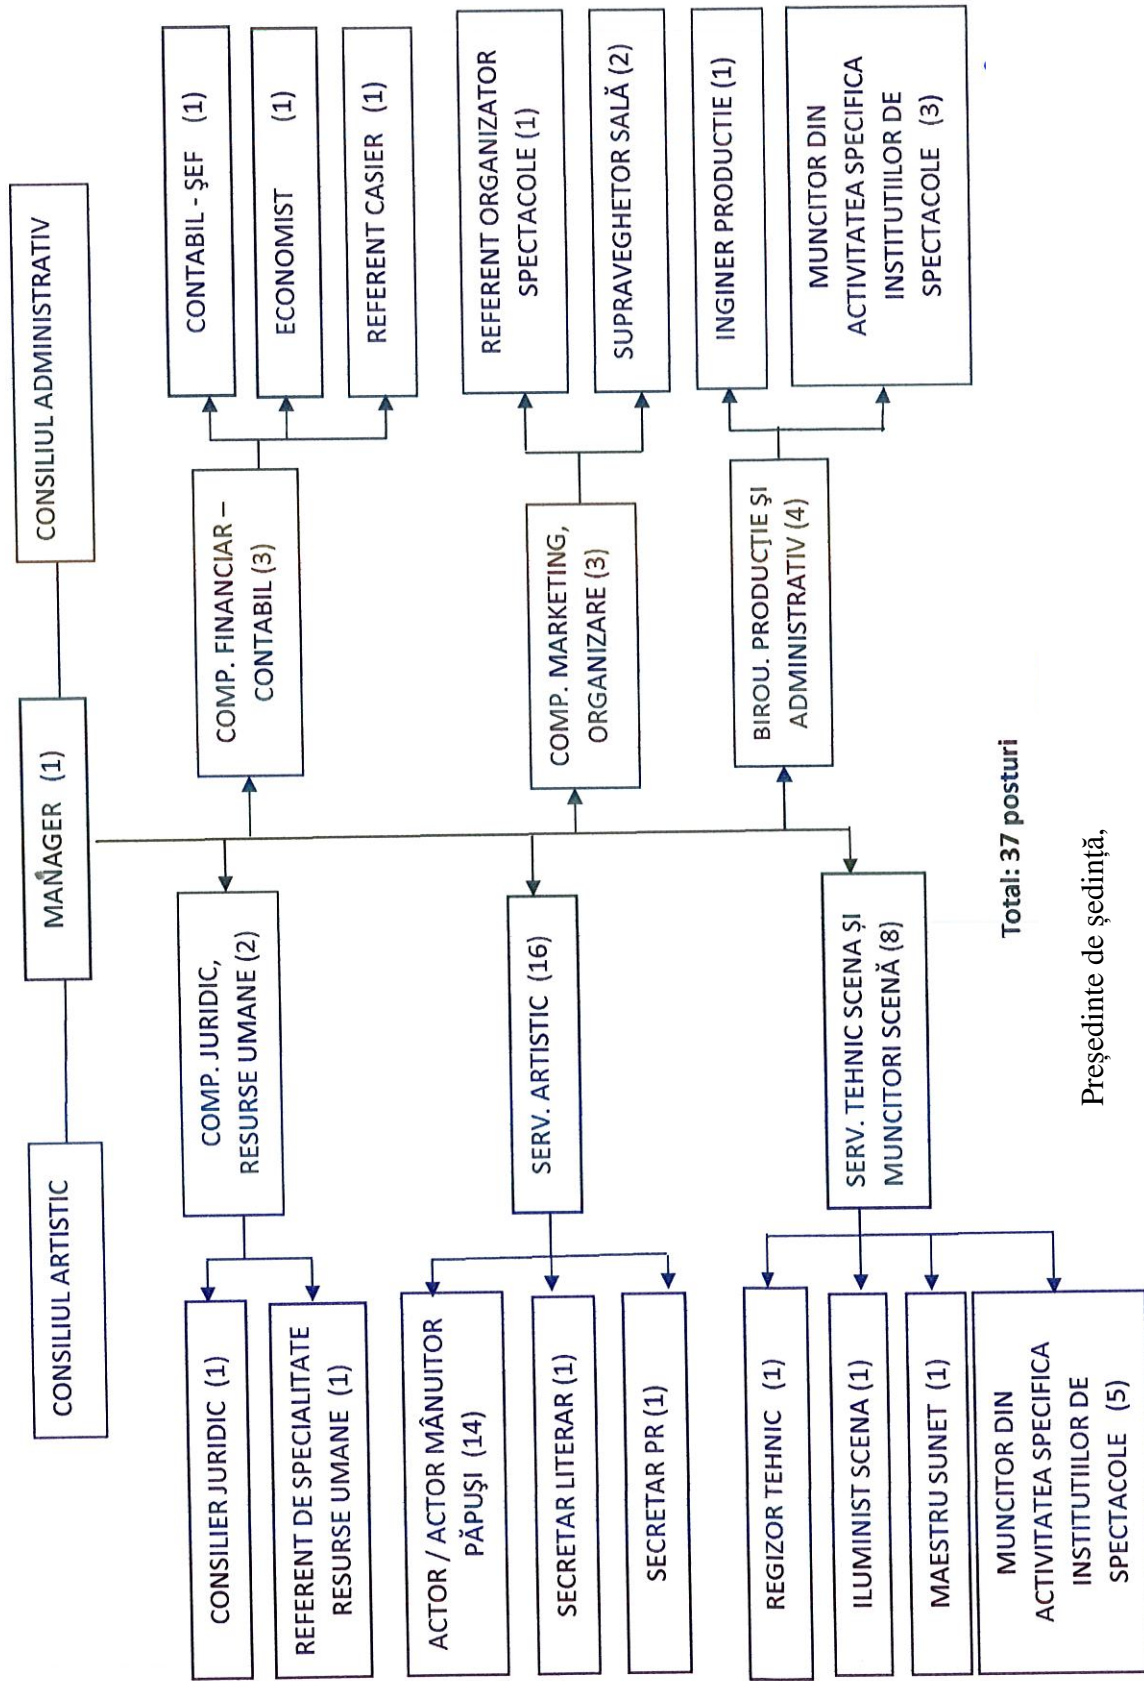 CONSILIUL ARTISTIC
MANAGER (1)
CONSILIUL ADMINISTRATIV
CONSILIER JURIDIC (1)
REFERENT DE SPECIALITATE
RESURSE UMANE (1)
COMP. JURIDIC,
RESURSE UMANE (2)
COMP. FINANCIAR –
CONTABIL (3)
CONTABIL - ŞEF (1)
ECONOMIST (1)
REFERENT CASIER (1)
ACTOR / ACTOR MÂNUITOR
PĂPUŞI (14)
SECRETAR LITERAR (1)
SECRETAR PR (1)
SERV. ARTISTIC (16)
COMP. MARKETING,
ORGANIZARE (3)
REFERENT ORGANIZATOR
SPECTACOLE (1)
SUPRAVEGHETOR SALĂ (2)
REGIZOR TEHNIC (1)
ILUMINIST SCENA (1)
MAESTRU SUNET (1)
MUNCITOR DIN
ACTIVITATEA SPECIFICA
INSTITUTIILOR DE
SPECTACOLE (5)
SERV. TEHNIC SCENA ȘI
MUNCITORI SCENĂ (8)
BIROU. PRODUCŢIE ŞI
ADMINISTRATIV (4)
INGINER PRODUCTIE (1)
MUNCITOR DIN
ACTIVITATEA SPECIFICA
INSTITUTIILOR DE
SPECTACOLE (3)
Total: 37 posturi
Președinte de ședință,